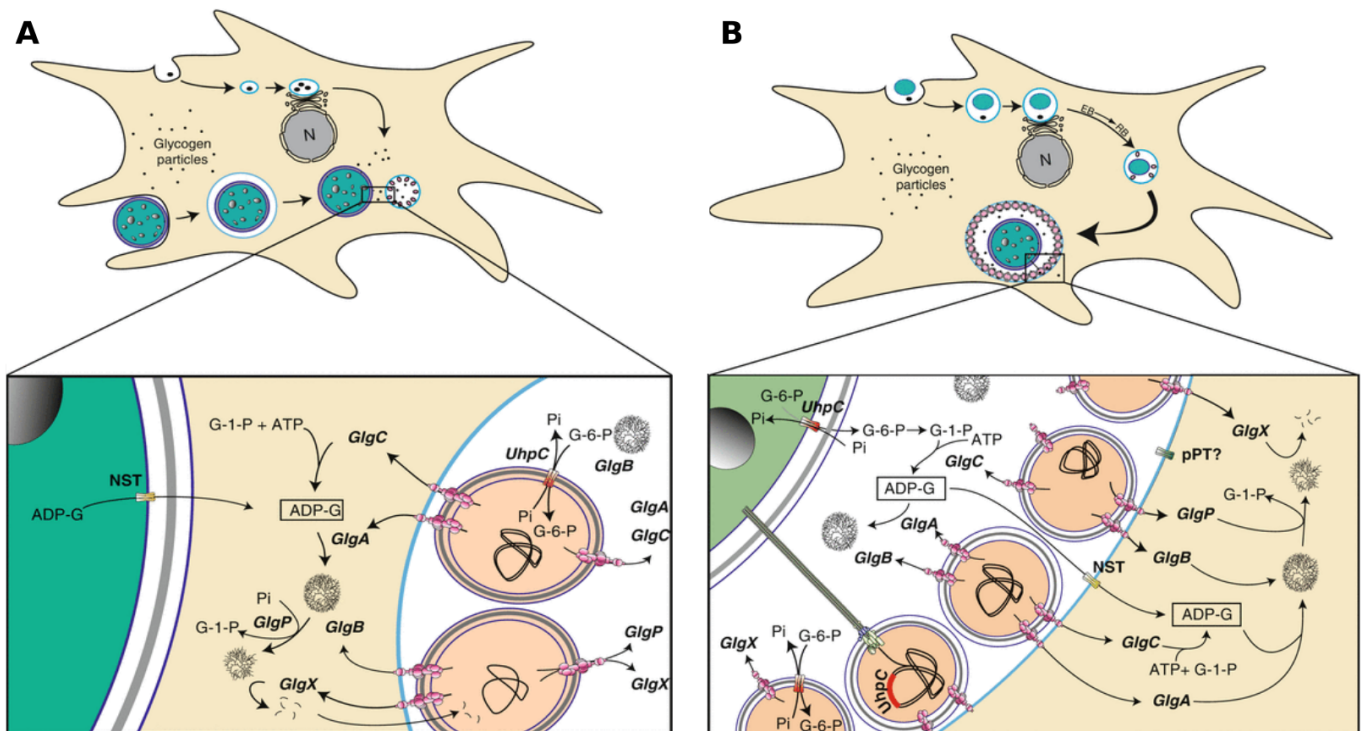 A
Glycogen
particles
N
G-1-P + ATP
GlgC
NST
ADP-G
ADP-G
GlgA
Pi
G-1-P
GlgP
GlgB
GlgX
Pi
G-6-P
UhpC
GlgB
Pi
G-6-P
GlgA
GlgC
GlgP
GlgX
B
EB
RB
Glycogen
particles
N
G-6-P
UhpC
Pi
G-6-P
G-1-P
Pi
ATP
GlgC
ADP-G
GlgA
GlgB
GlgX
pPT?
G-1-P
GlgP
GlgB
NST
ADP-G
GlgC
ATP+ G-1-P
GlgA
GlgX
Pi
G-6-P
Pi
G-6-P
UhpC